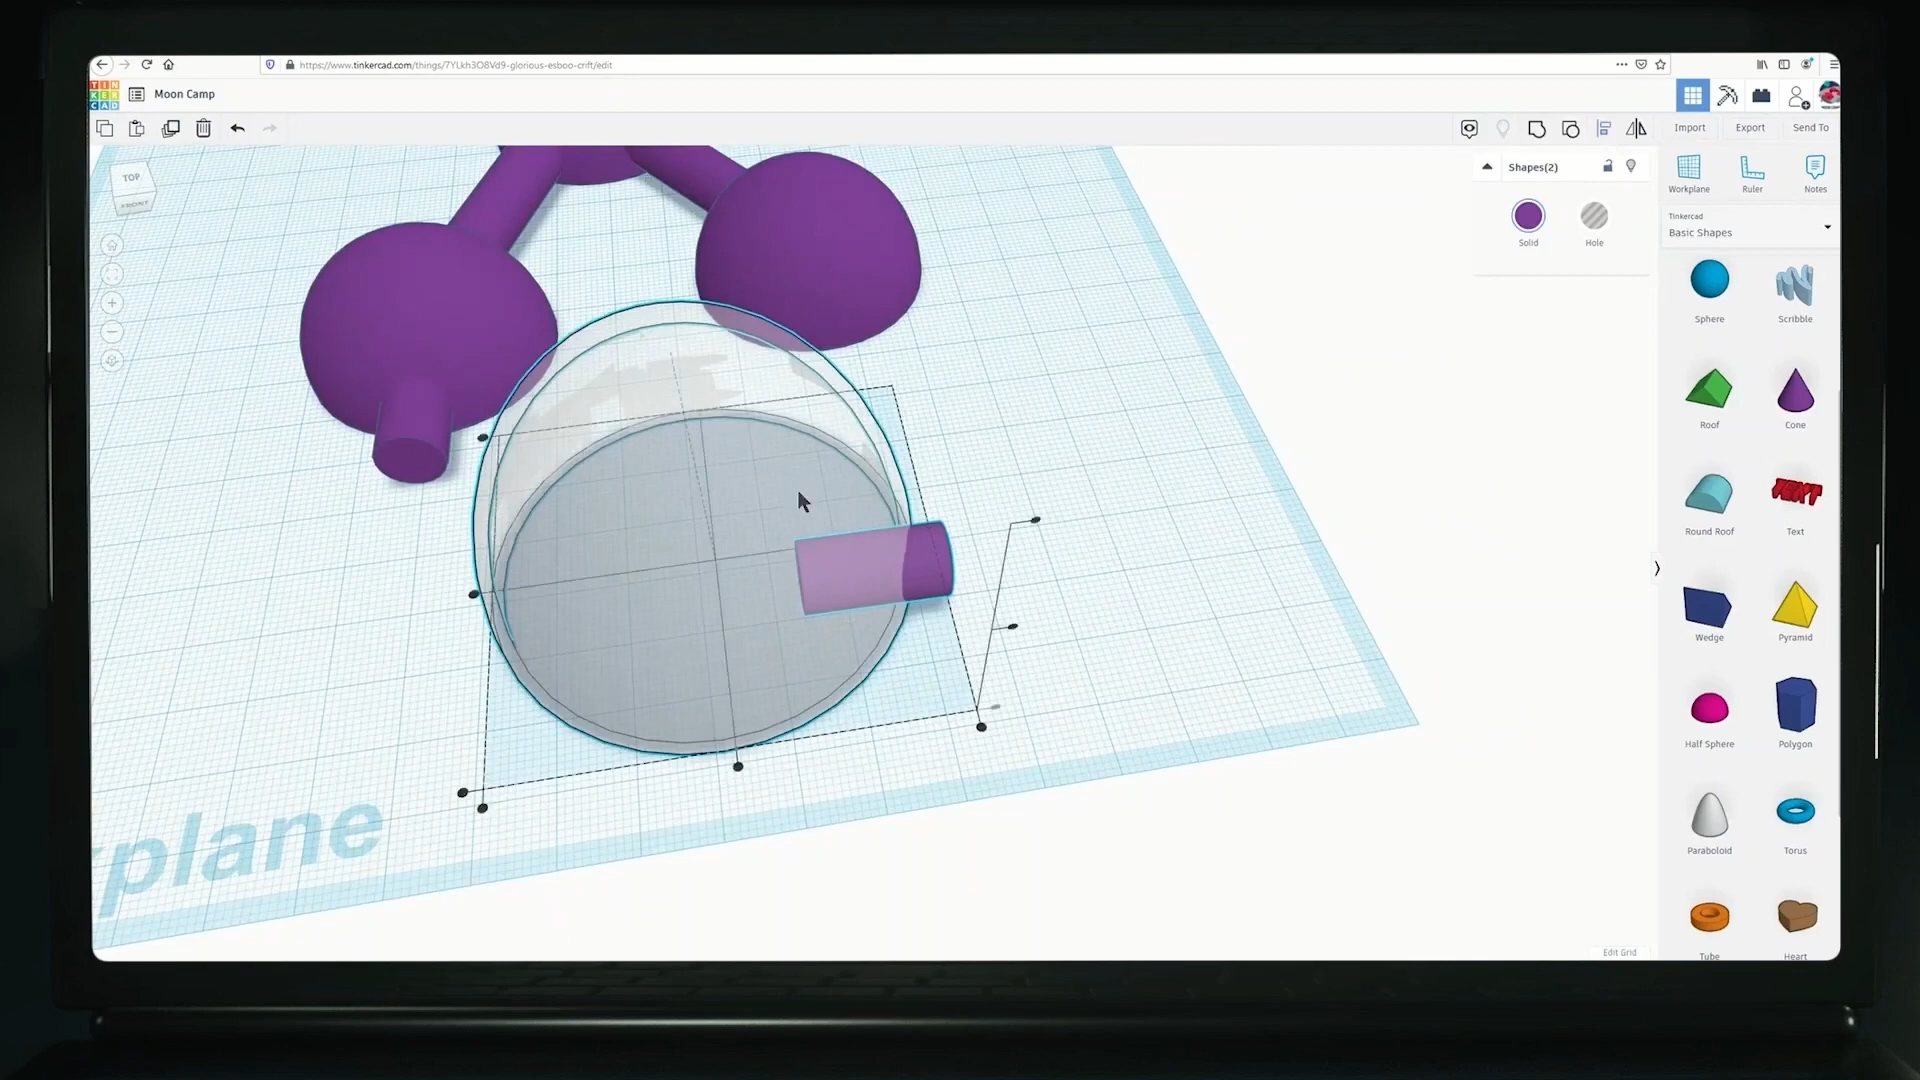 https://www.tinkercad.com/things/7YLkh3O8Vd9-glorious-esboo-crift/edit
TIN
KER
CAD
Moon Camp
Import
Export
Send To
TOP
FRONT
Shapes(2)
Solid
Hole
Workplane
Ruler
Notes
Tinkercad
Basic Shapes
Sphere
Scribble
Roof
Cone
Round Roof
TEXT
Text
Wedge
Pyramid
Half Sphere
Polygon
Paraboloid
Torus
Tube
Heart
plane
Edit Grid